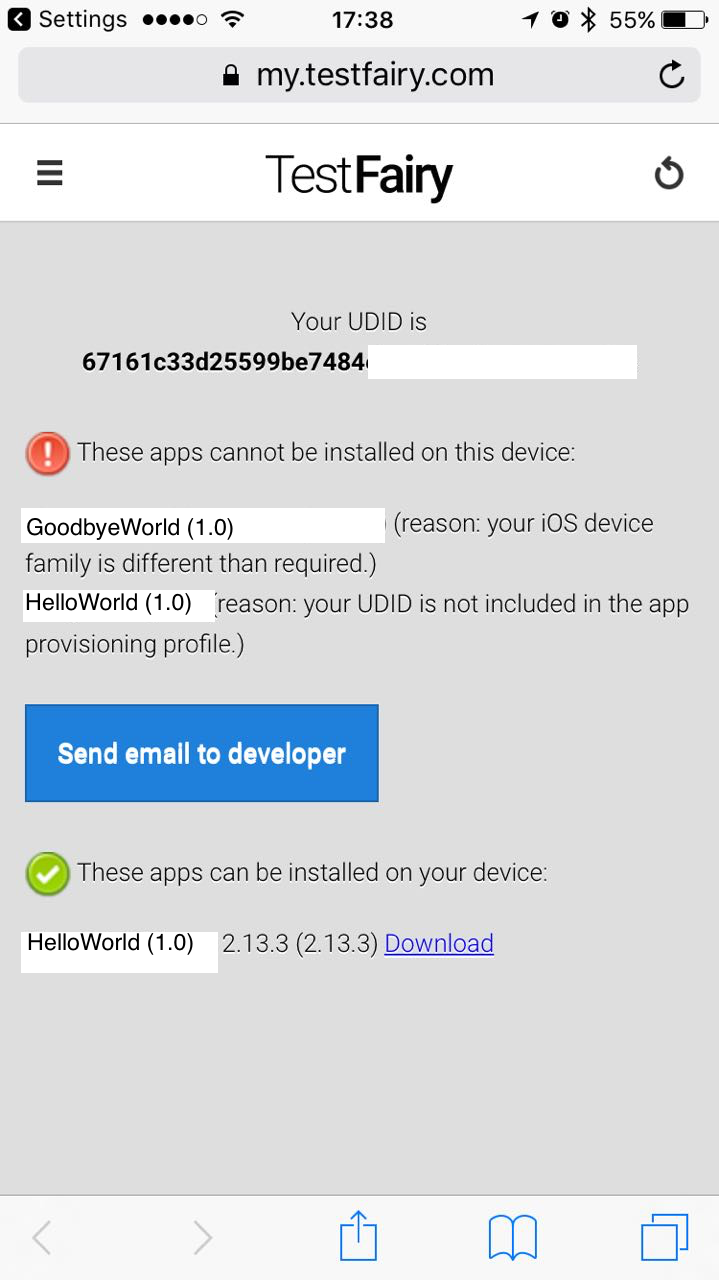 Settings 17:38 55%
my.testfairy.com
TestFairy
Your UDID is
67161c33d25599be7484
These apps cannot be installed on this device:
GoodbyeWorld (1.0) (reason: your iOS device
family is different than required.)
HelloWorld (1.0) (reason: your UDID is not included in the app
provisioning profile.)
Send email to developer
These apps can be installed on your device:
HelloWorld (1.0) 2.13.3 (2.13.3) Download